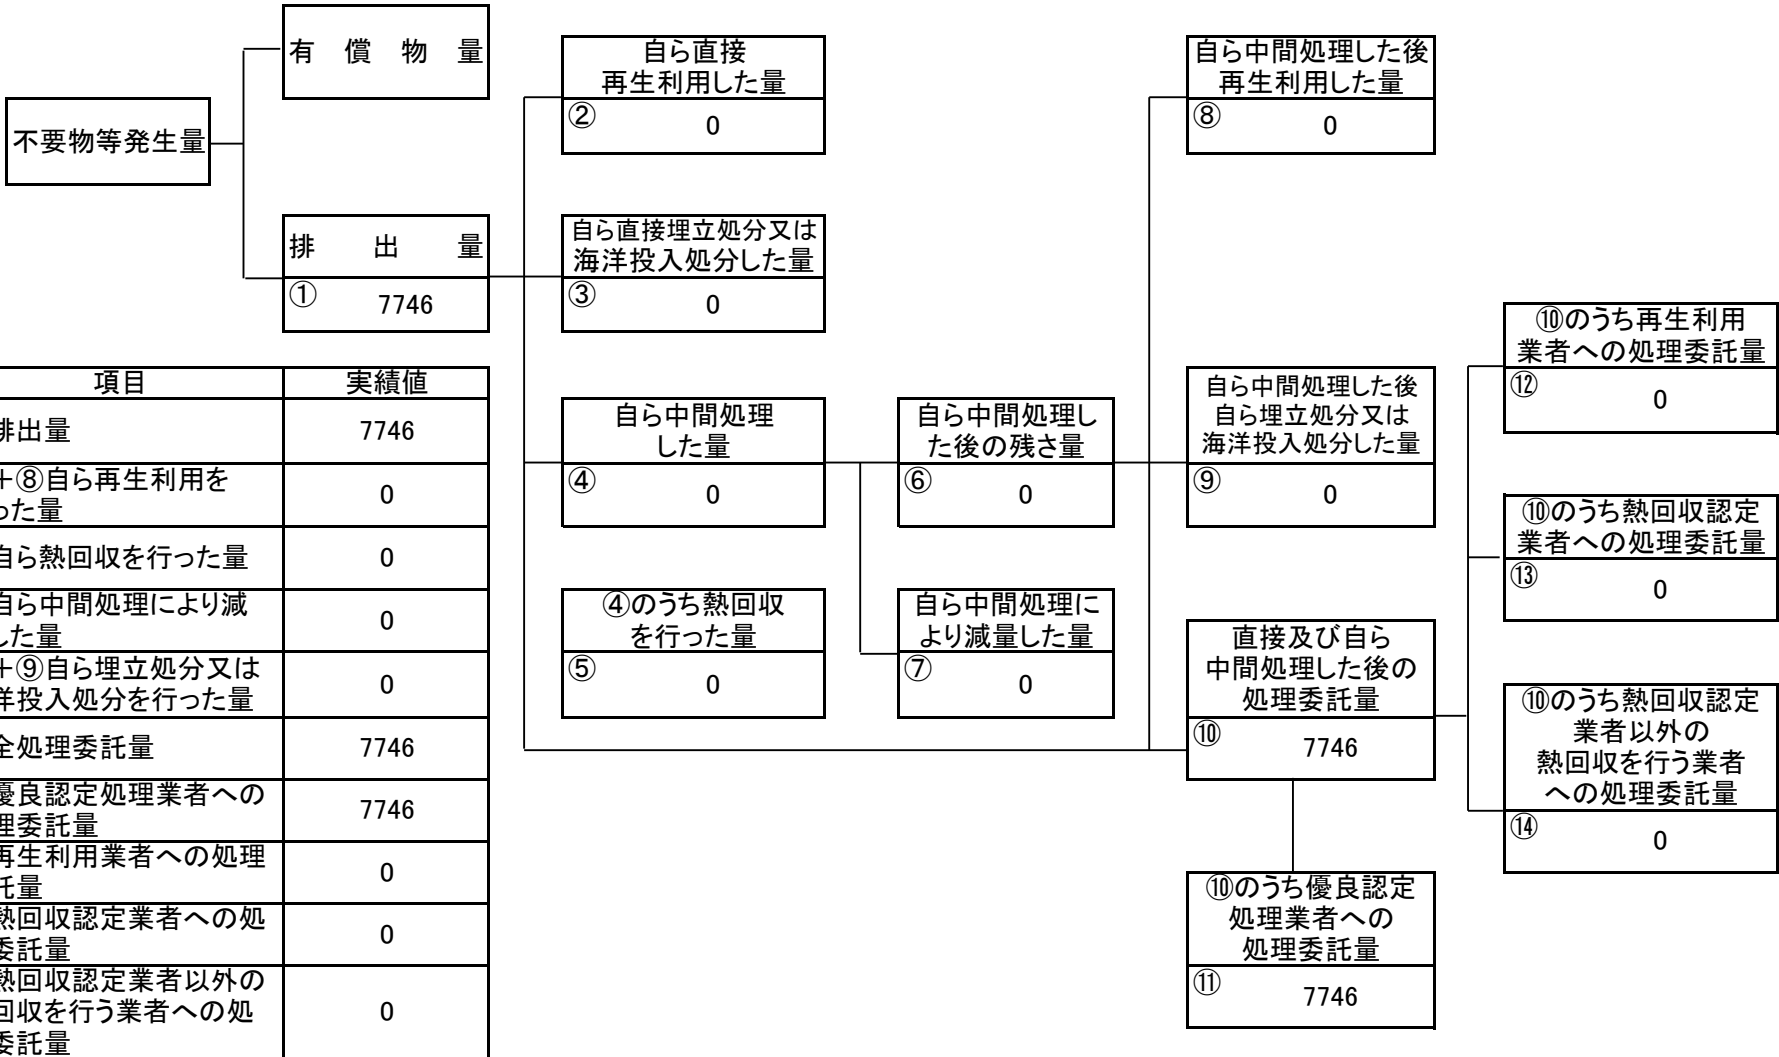 有償物量
不要物等発生量
排出量
①
7746
自ら直接
再生利用した量
②
0
自ら直接埋立処分又は
海洋投入処分した量
③
0
自ら中間処理
した量
④
0
④のうち熱回収
を行った量
⑤
0
自ら中間処理し
た後の残さ量
⑥
0
自ら中間処理に
より減量した量
⑦
0
自ら中間処理した後
再生利用した量
⑧
0
自ら中間処理した後
自ら埋立処分又は
海洋投入処分した量
⑨
0
直接及び自ら
中間処理した後の
処理委託量
⑩
7746
⑩のうち優良認定
処理業者への
処理委託量
⑪
7746
⑩のうち再生利用
業者への処理委託量
⑫
0
⑩のうち熱回収認定
業者への処理委託量
⑬
0
⑩のうち熱回収認定
業者以外の
熱回収を行う業者
への処理委託量
⑭
0
項目 実績値
排出量 7746
+⑧自ら再生利用を
った量 0
自ら熱回収を行った量 0
自ら中間処理により減
した量 0
+⑨自ら埋立処分又は
洋投入処分を行った量 0
全処理委託量 7746
優良認定処理業者への
理委託量 7746
再生利用業者への処理
託量 0
熱回収認定業者への処
委託量 0
熱回収認定業者以外の
回収を行う業者への処
委託量 0